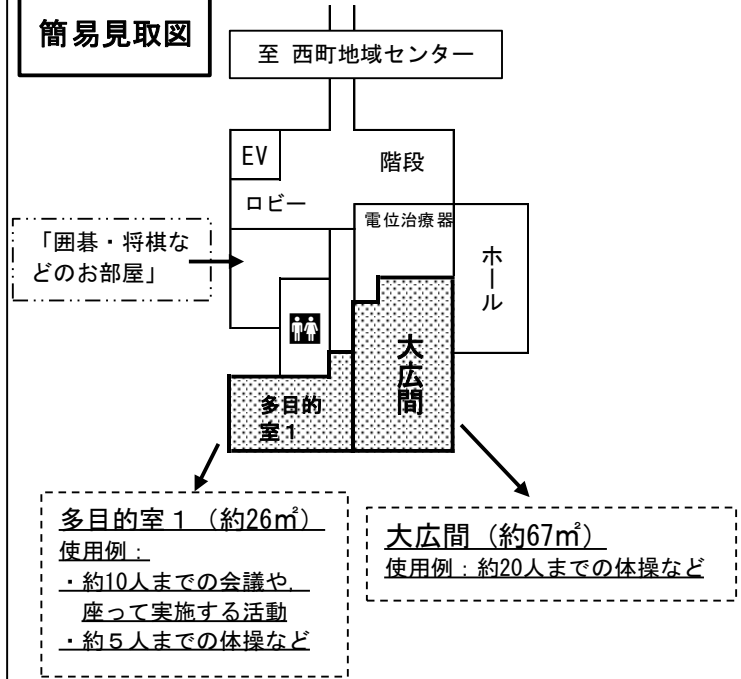 簡易見取図
至 西町地域センター
EV
階段
ロビー
電位治療器
「囲碁・将棋な
どのお部屋」
ホール
大広間
多目的
室1
多目的室1(約26㎡)
使用例:
・約10人までの会議や、
座って実施する活動
・約5人までの体操など
大広間(約67㎡)
使用例:約20人までの体操など